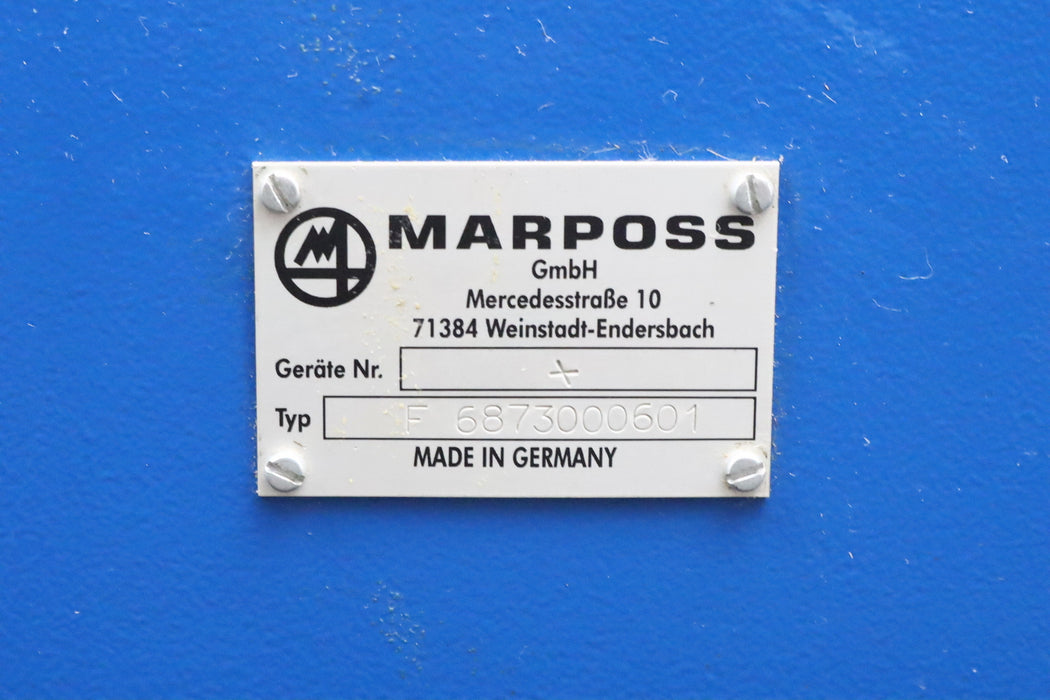 MARPOSS
GmbH
Mercedesstraße 10
71384 Weinstadt-Endersbach
Geräte Nr. +
Typ F 6873000601
MADE IN GERMANY